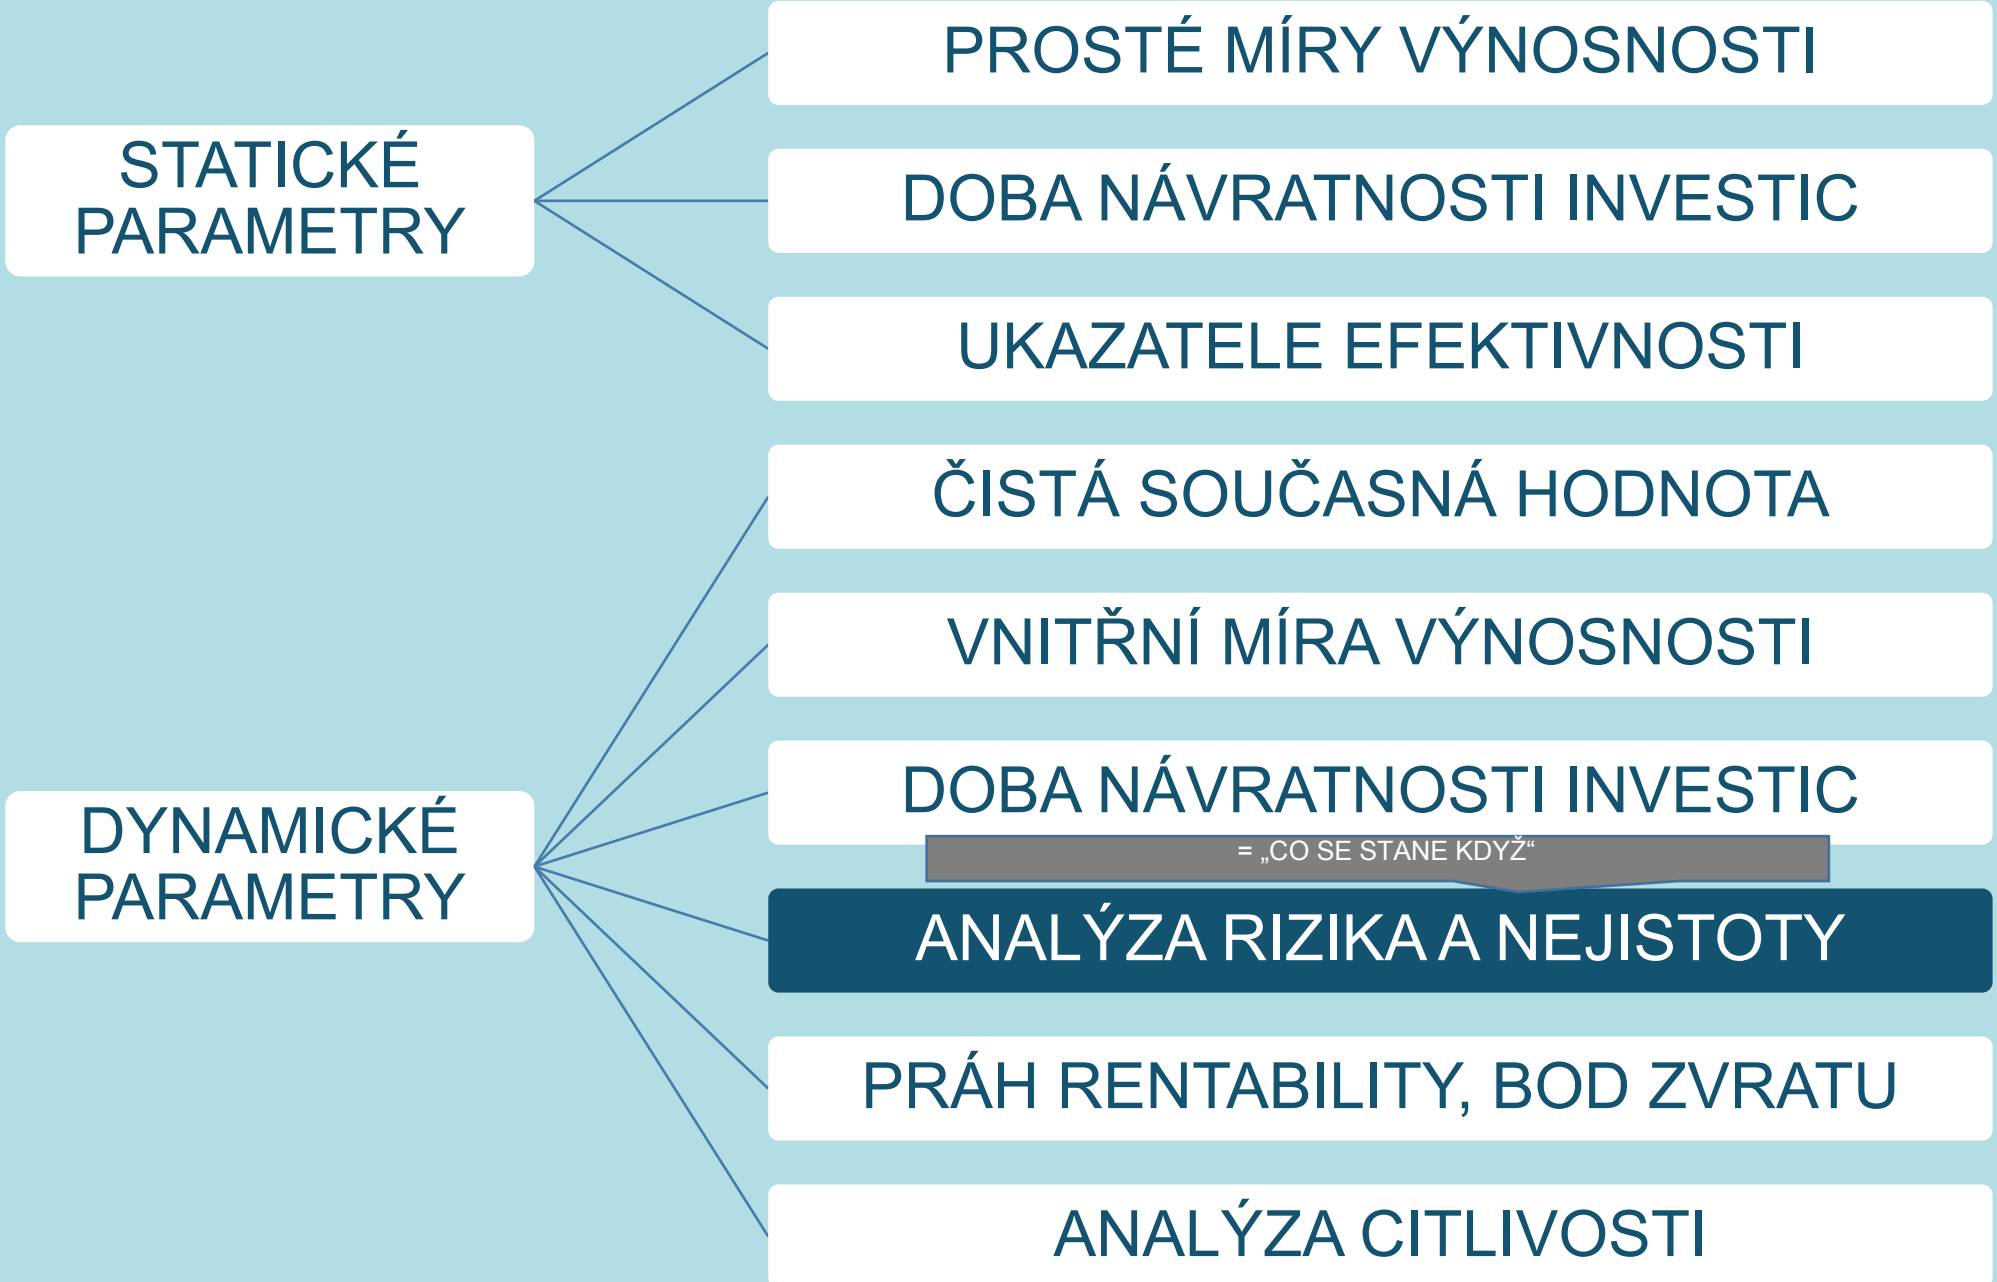 STATICKÉ
PARAMETRY
PROSTÉ MÍRY VÝNOSNOSTI
DOBA NÁVRATNOSTI INVESTIC
UKAZATELE EFEKTIVNOSTI
DYNAMICKÉ
PARAMETRY
ČISTÁ SOUČASNÁ HODNOTA
VNITŘNÍ MÍRA VÝNOSNOSTI
DOBA NÁVRATNOSTI INVESTIC
= „CO SE STANE KDYŽ“
ANALÝZA RIZIKA A NEJISTOTY
PRÁH RENTABILITY, BOD ZVRATU
ANALÝZA CITLIVOSTI